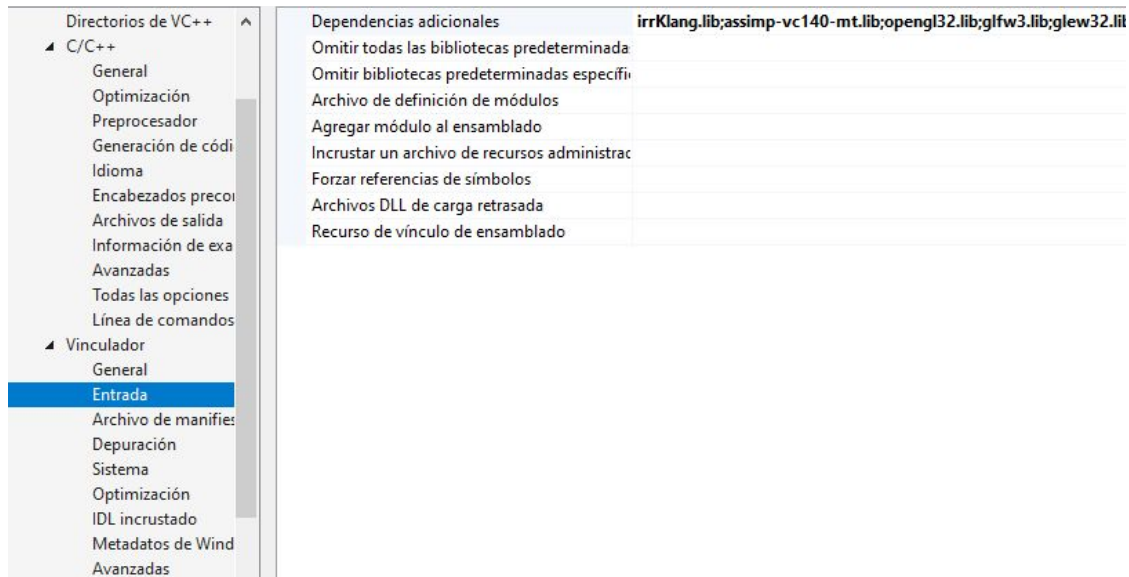 Directorios de VC++
C/C++
General
Optimización
Preprocesador
Generación de códi
Idioma
Encabezados precor
Archivos de salida
Información de exa
Avanzadas
Todas las opciones
Línea de comandos
Vinculador
General
Entrada
Archivo de manifies
Depuración
Sistema
Optimización
IDL incrustado
Metadatos de Wind
Avanzadas
Dependencias adicionales irrKlang.lib;assimp-vc140-mt.lib;opengl32.lib;glfw3.lib;glew32.lib
Omitir todas las bibliotecas predeterminada
Omitir bibliotecas predeterminadas específi
Archivo de definición de módulos
Agregar módulo al ensamblado
Incrustar un archivo de recursos administrac
Forzar referencias de símbolos
Archivos DLL de carga retrasada
Recurso de vínculo de ensamblado